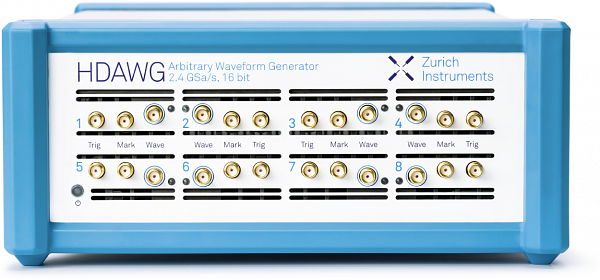 HDAWG
Arbitrary Waveform Generator
2.4 GSa/s, 16 bit
Zurich
Instruments
1 2 3 4
Trig Mark Wave Wave Mark Trig Trig Mark Wave Wave Mark Trig
5 6 7 8